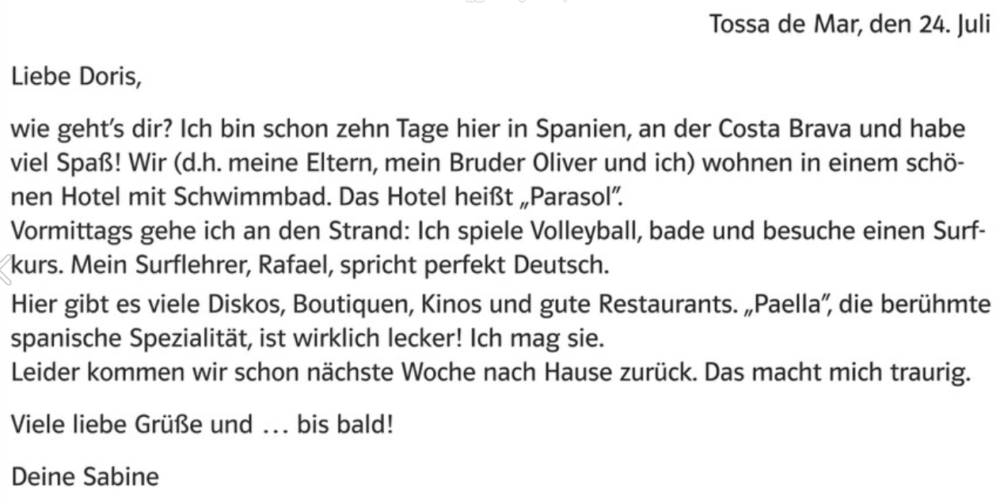 Tossa de Mar, den 24. Juli
Liebe Doris,
wie geht's dir? Ich bin schon zehn Tage hier in Spanien, an der Costa Brava und habe
viel Spaß! Wir (d.h. meine Eltern, mein Bruder Oliver und ich) wohnen in einem schö-
nen Hotel mit Schwimmbad. Das Hotel heißt „Parasol“.
Vormittags gehe ich an den Strand: Ich spiele Volleyball, bade und besuche einen Surf-
kurs. Mein Surflehrer, Rafael, spricht perfekt Deutsch.
Hier gibt es viele Diskos, Boutiquen, Kinos und gute Restaurants. „Paella“, die berühmte
spanische Spezialität, ist wirklich lecker! Ich mag sie.
Leider kommen wir schon nächste Woche nach Hause zurück. Das macht mich traurig.
Viele liebe Grüße und ... bis bald!
Deine Sabine